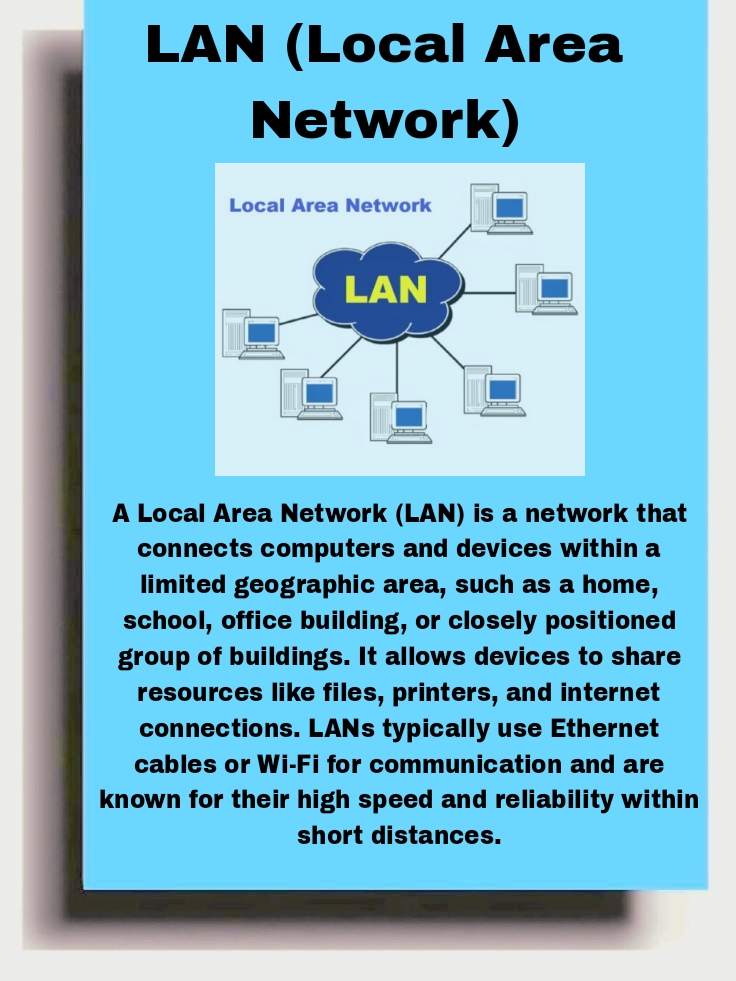 LAN (Local Area
Network)
Local Area Network
LAN
A Local Area Network (LAN) is a network that
connects computers and devices within a
limited geographic area, such as a home,
school, office building, or closely positioned
group of buildings. It allows devices to share
resources like files, printers, and internet
connections. LANs typically use Ethernet
cables or Wi-Fi for communication and are
known for their high speed and reliability within
short distances.